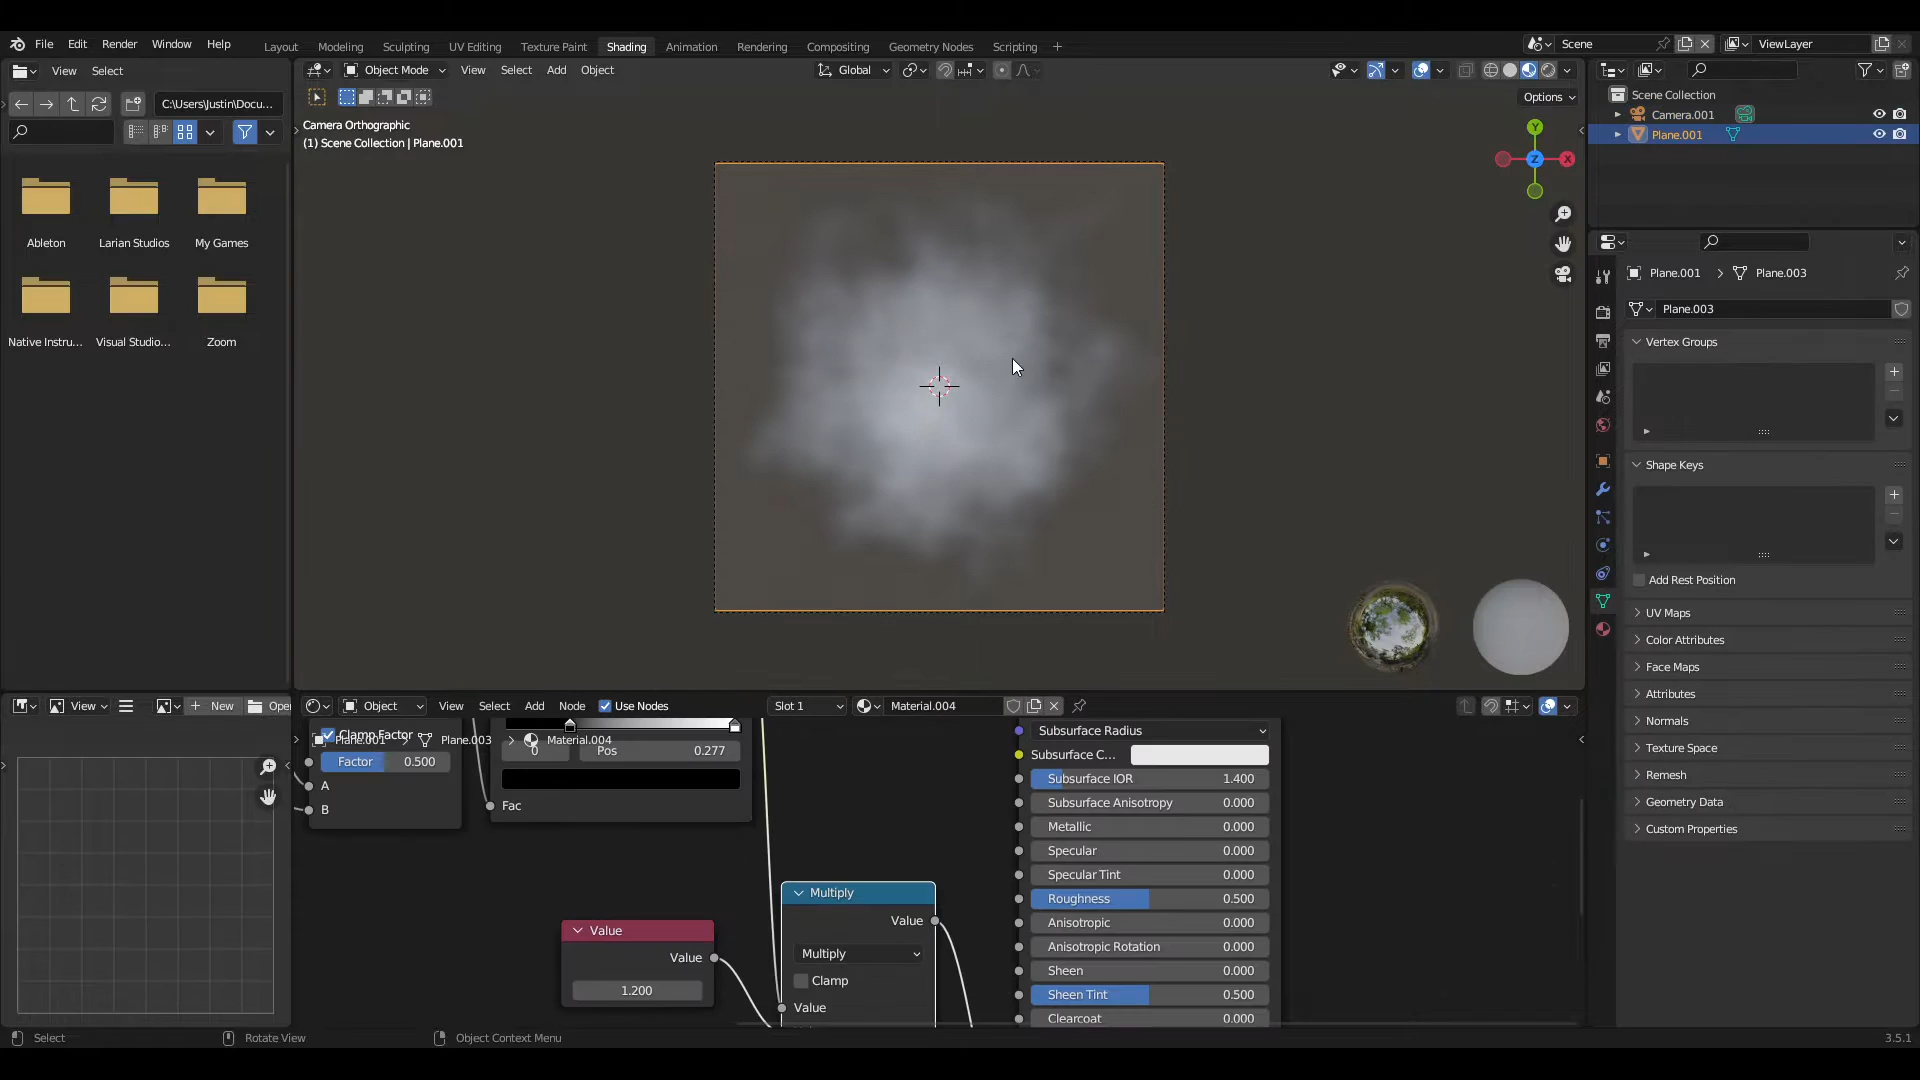 File Edit Render Window Help
Layout Modeling Sculpting UV Editing Texture Paint Shading Animation Rendering Compositing Geometry Nodes Scripting
Scene
ViewLayer
View Select
Object Mode View Select Add Object
Global
C:\Users\Justin\Docu...
Options
Camera Orthographic
(1) Scene Collection | Plane.001
Y
Z
X
Ableton Larian Studios My Games
Native Instru... Visual Studio... Zoom
Scene Collection
Camera.001
Plane.001
Plane.001 > Plane.003
Plane.003
Vertex Groups
Shape Keys
Add Rest Position
UV Maps
Color Attributes
Face Maps
Attributes
Normals
Texture Space
Remesh
Geometry Data
Custom Properties
View
New
Open
Object View Select Add Node Use Nodes
Slot 1
Material.004
Clamp Factor
Plane.001 > Plane.003 > Material.004
0 Pos 0.277
Factor 0.500
A
B
Fac
Multiply
Value
Multiply
Clamp
Value
Value
Value
1.200
Subsurface Radius
Subsurface C...
Subsurface IOR 1.400
Subsurface Anisotropy 0.000
Metallic 0.000
Specular 0.000
Specular Tint 0.000
Roughness 0.500
Anisotropic 0.000
Anisotropic Rotation 0.000
Sheen 0.000
Sheen Tint 0.500
Clearcoat 0.000
Select
Rotate View
Object Context Menu
3.5.1